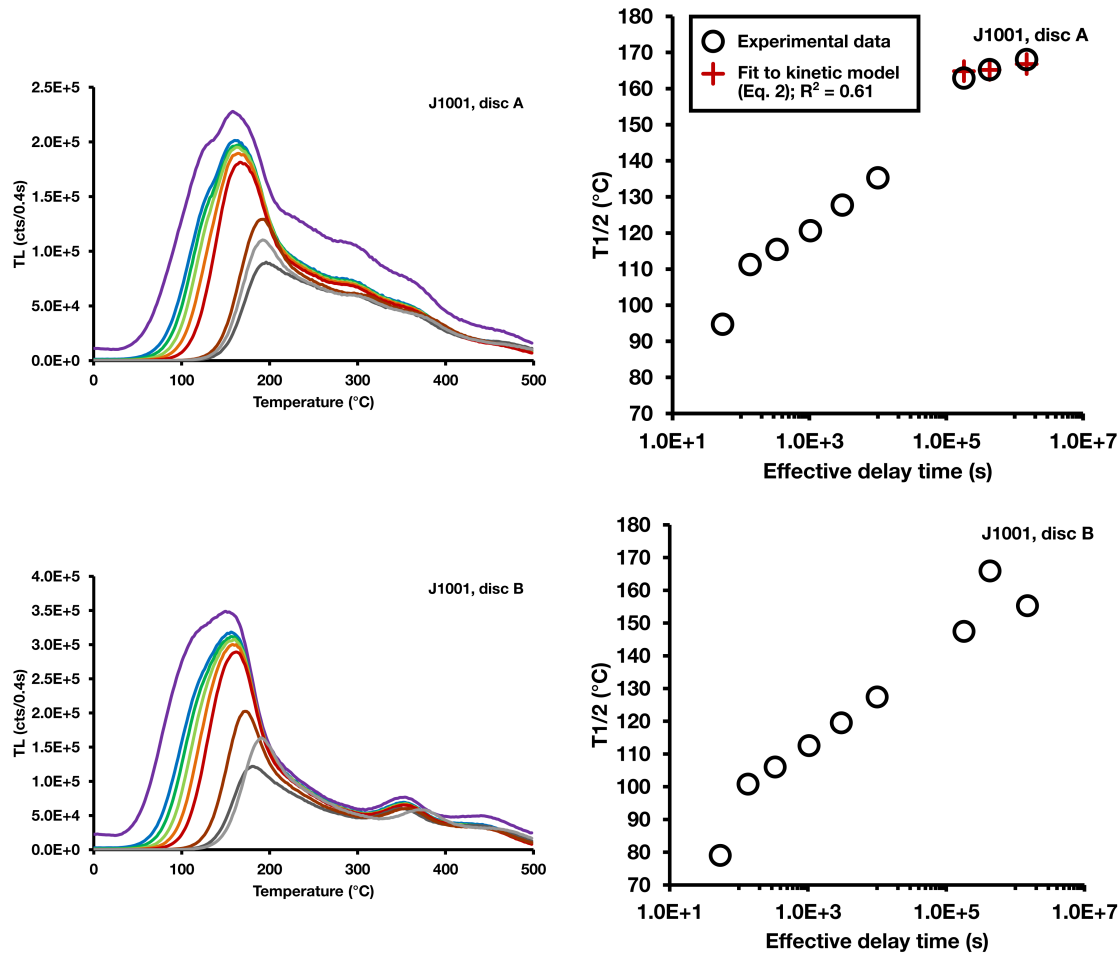 J1001, disc A
2.5E+5
2.0E+5
1.5E+5
1.0E+5
5.0E+4
0.0E+0
TL (cts/0.4s)
0 100 200 300 400 500
Temperature (°C)
180
170
160
150
140
130
120
110
100
90
80
70
T1/2 (°C)
Experimental data
Fit to kinetic model
(Eq. 2); R² = 0.61
J1001, disc A
1.0E+1 1.0E+3 1.0E+5 1.0E+7
Effective delay time (s)
J1001, disc B
4.0E+5
3.5E+5
3.0E+5
2.5E+5
2.0E+5
1.5E+5
1.0E+5
5.0E+4
0.0E+0
TL (cts/0.4s)
0 100 200 300 400 500
Temperature (°C)
J1001, disc B
180
170
160
150
140
130
120
110
100
90
80
70
T1/2 (°C)
1.0E+1 1.0E+3 1.0E+5 1.0E+7
Effective delay time (s)